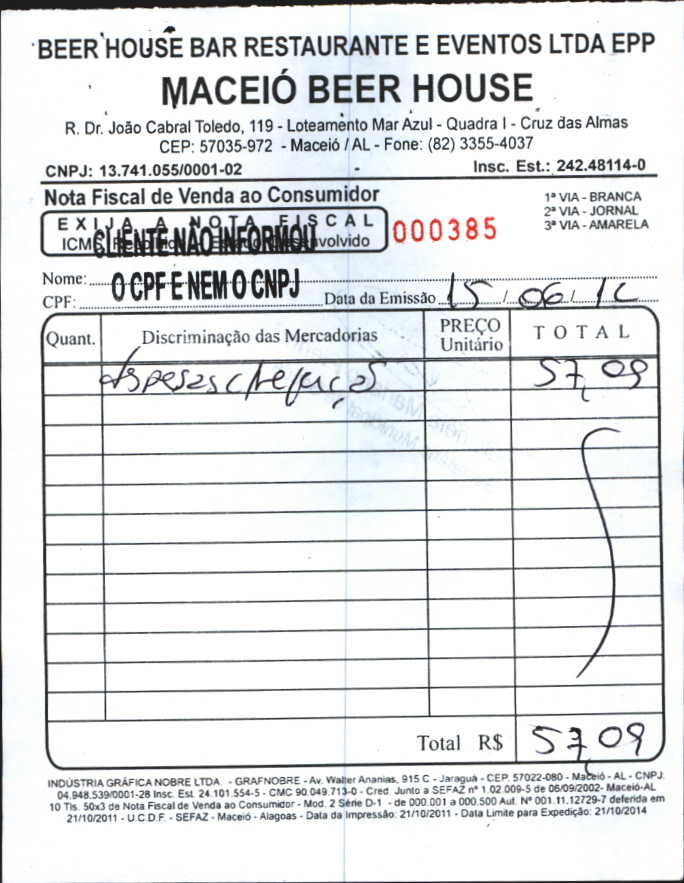 BEER HOUSE BAR RESTAURANTE E EVENTOS LTDA EPP
MACEIÓ BEER HOUSE
R. Dr. João Cabral Toledo, 119 - Loteamento Mar Azul - Quadra I - Cruz das Almas
CEP: 57035-972 - Maceió / AL - Fone: (82) 3355-4037
CNPJ: 13.741.055/0001-02 Insc. Est.: 242.48114-0
Nota Fiscal de Venda ao Consumidor
1ª VIA - BRANCA
2ª VIA - JORNAL
3ª VIA - AMARELA
EXIJA A NOTA FISCAL
ICMS
000385
CLIENTE NÃO INFORMOU
O CPF E NEM O CNPJ
Nome:
CPF: Data da Emissão 15 / 06 / 12
Quant. Discriminação das Mercadorias PREÇO Unitário TOTAL
despesas c/ refeições 57,09
Total R$ 57,09
INDÚSTRIA GRÁFICA NOBRE LTDA. - GRAFNOBRE - Av. Walter Ananias, 915 C - Jaraguá - CEP. 57022-080 - Maceió - AL - CNPJ.
04.948.539/0001-28 Insc. Est. 24.101.554-5 - CMC 90.049.713-0 - Cred. Junto a SEFAZ nº 1.02.009-5 de 06/09/2002- Maceió-AL
10 Tls. 50x3 de Nota Fiscal de Venda ao Consumidor - Mod. 2 Série D-1 - de 000.001 a 000.500 Aut. Nº 001.11.12729-7 deferida em
21/10/2011 - U.C.D.F. - SEFAZ - Maceió - Alagoas - Data da Impressão: 21/10/2011 - Data Limite para Expedição: 21/10/2014